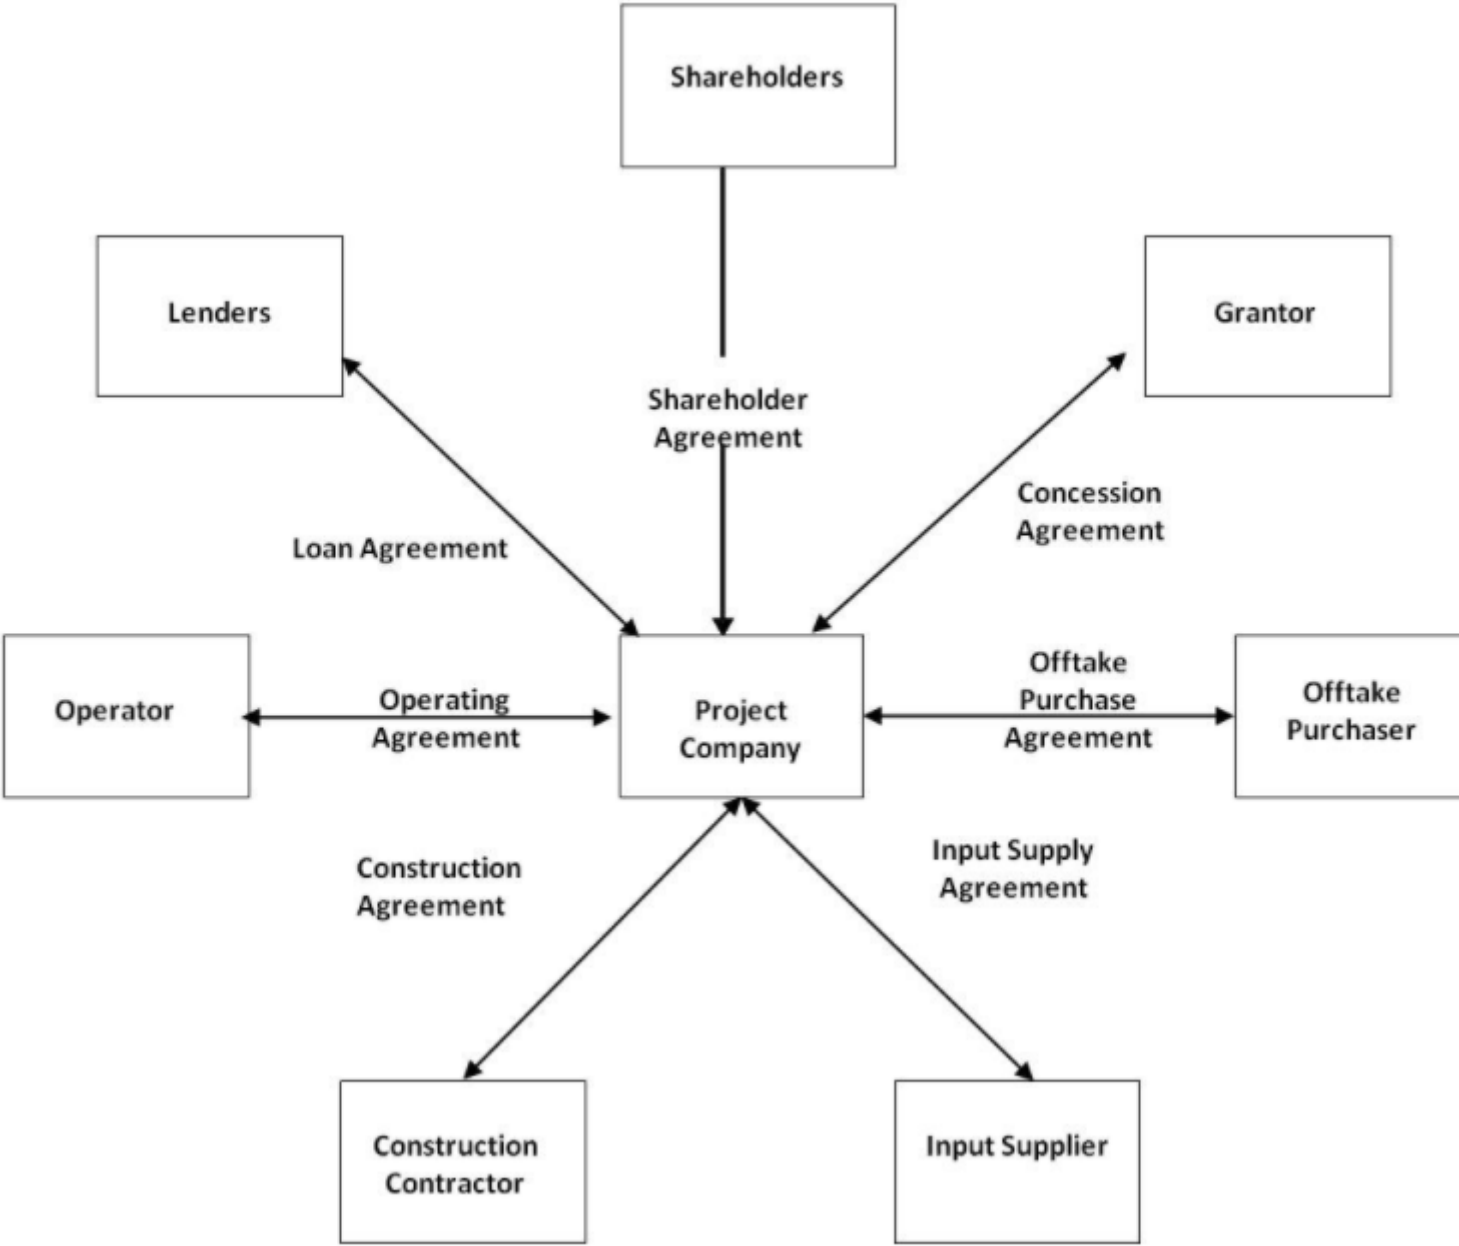 Shareholders
Lenders
Grantor
Shareholder
Agreement
Concession
Agreement
Loan Agreement
Operator
Operating
Agreement
Project
Company
Offtake
Purchase
Agreement
Offtake
Purchaser
Construction
Agreement
Input Supply
Agreement
Construction
Contractor
Input Supplier